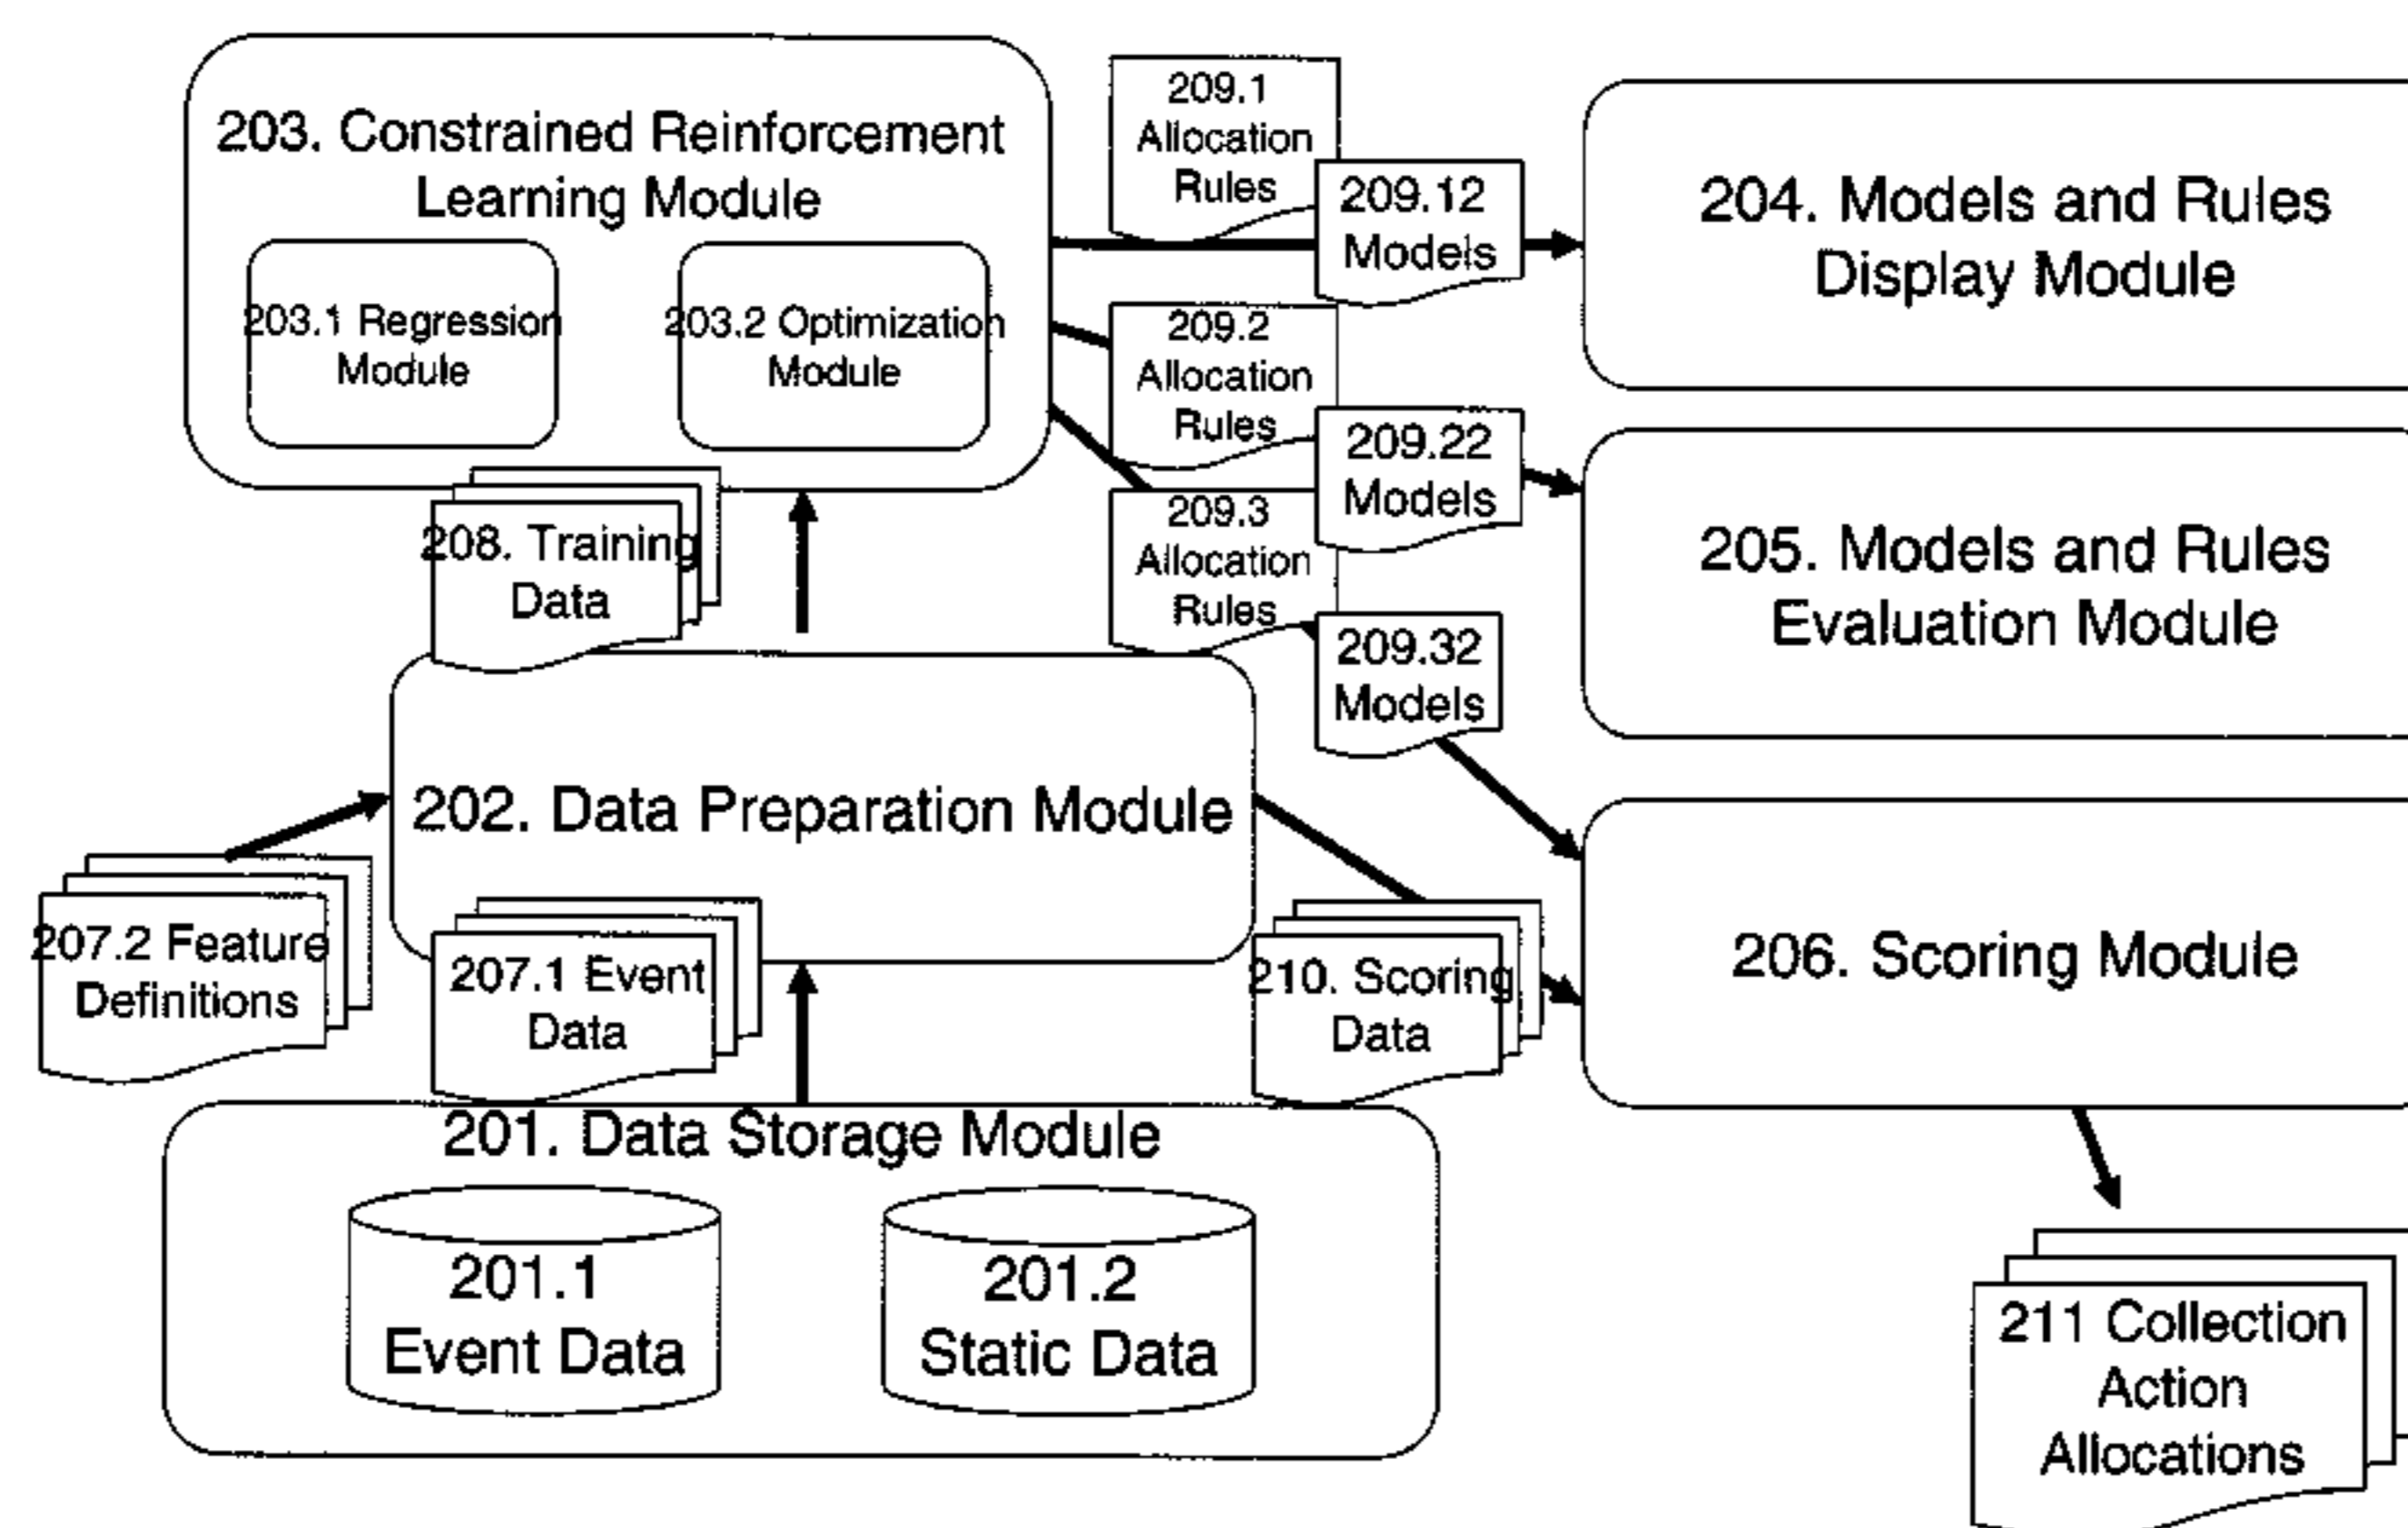 203. Constrained Reinforcement
Learning Module
203.1 Regression
Module
203.2 Optimization
Module
209.1
Allocation
Rules
209.12
Models
204. Models and Rules
Display Module
209.2
Allocation
Rules
209.22
Models
205. Models and Rules
Evaluation Module
208. Training
Data
209.3
Allocation
Rules
209.32
Models
202. Data Preparation Module
207.2 Feature
Definitions
207.1 Event
Data
210. Scoring
Data
206. Scoring Module
201. Data Storage Module
201.1
Event Data
201.2
Static Data
211 Collection
Action
Allocations